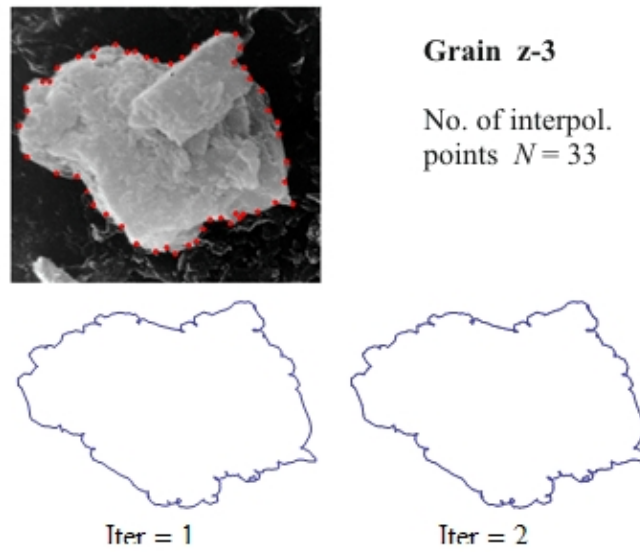 Grain z-3
No. of interpol.
points N = 33
Iter = 1
Iter = 2